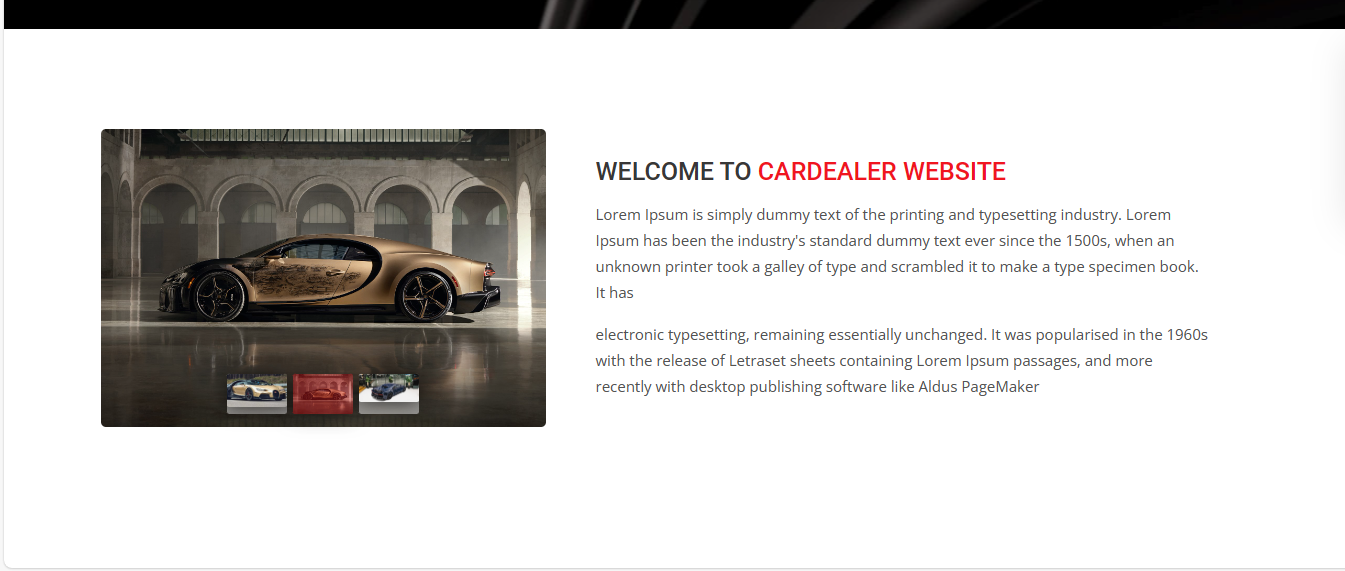 WELCOME TO CARDEALER WEBSITE
Lorem Ipsum is simply dummy text of the printing and typesetting industry. Lorem
Ipsum has been the industry's standard dummy text ever since the 1500s, when an
unknown printer took a galley of type and scrambled it to make a type specimen book.
It has
electronic typesetting, remaining essentially unchanged. It was popularised in the 1960s
with the release of Letraset sheets containing Lorem Ipsum passages, and more
recently with desktop publishing software like Aldus PageMaker